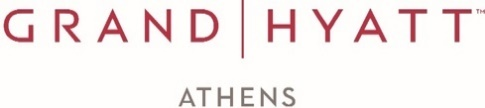 GRAND | HYATT™
ATHENS